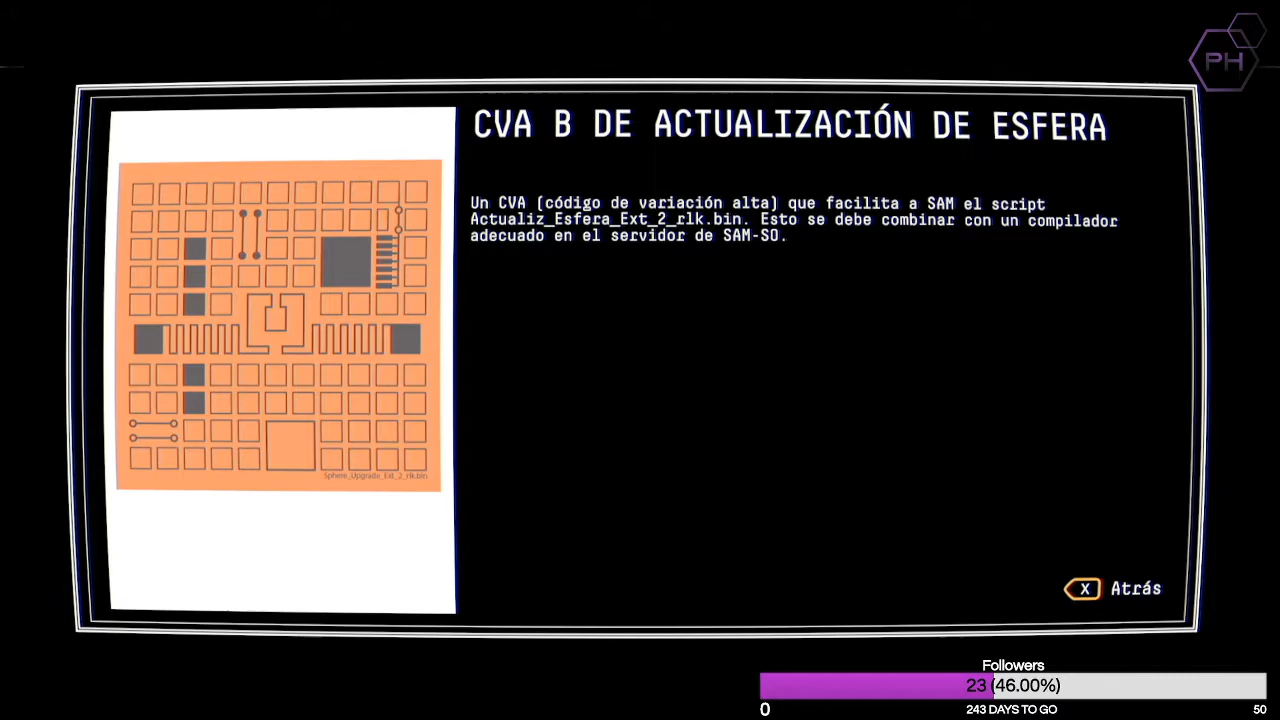 PH
CVA B DE ACTUALIZACIÓN DE ESFERA
Un CVA (código de variación alta) que facilita a SAM el script
Actualiz_Esfera_Ext_2_rlk.bin. Esto se debe combinar con un compilador
adecuado en el servidor de SAM-SO.
Sphere_Upgrade_Ext_2_rlk.bin
X Atrás
Followers
23 (46.00%)
0 243 DAYS TO GO 50